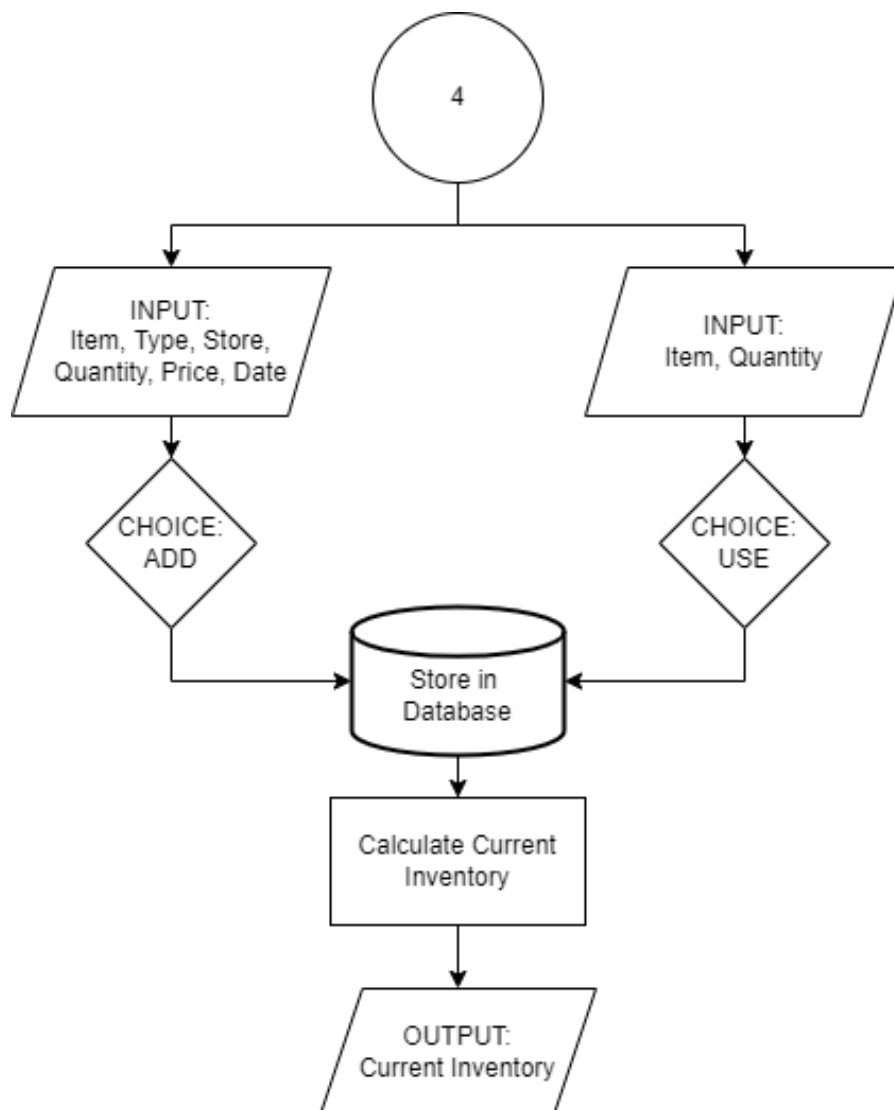 4
INPUT:
Item, Type, Store,
Quantity, Price, Date
INPUT:
Item, Quantity
CHOICE:
ADD
CHOICE:
USE
Store in
Database
Calculate Current
Inventory
OUTPUT:
Current Inventory